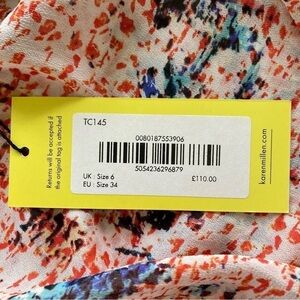 Returns will be accepted if
the original tag is attached
TC145
0080187553906
5054236296879
UK : Size 6
EU : Size 34
£110.00
karenmillen.com